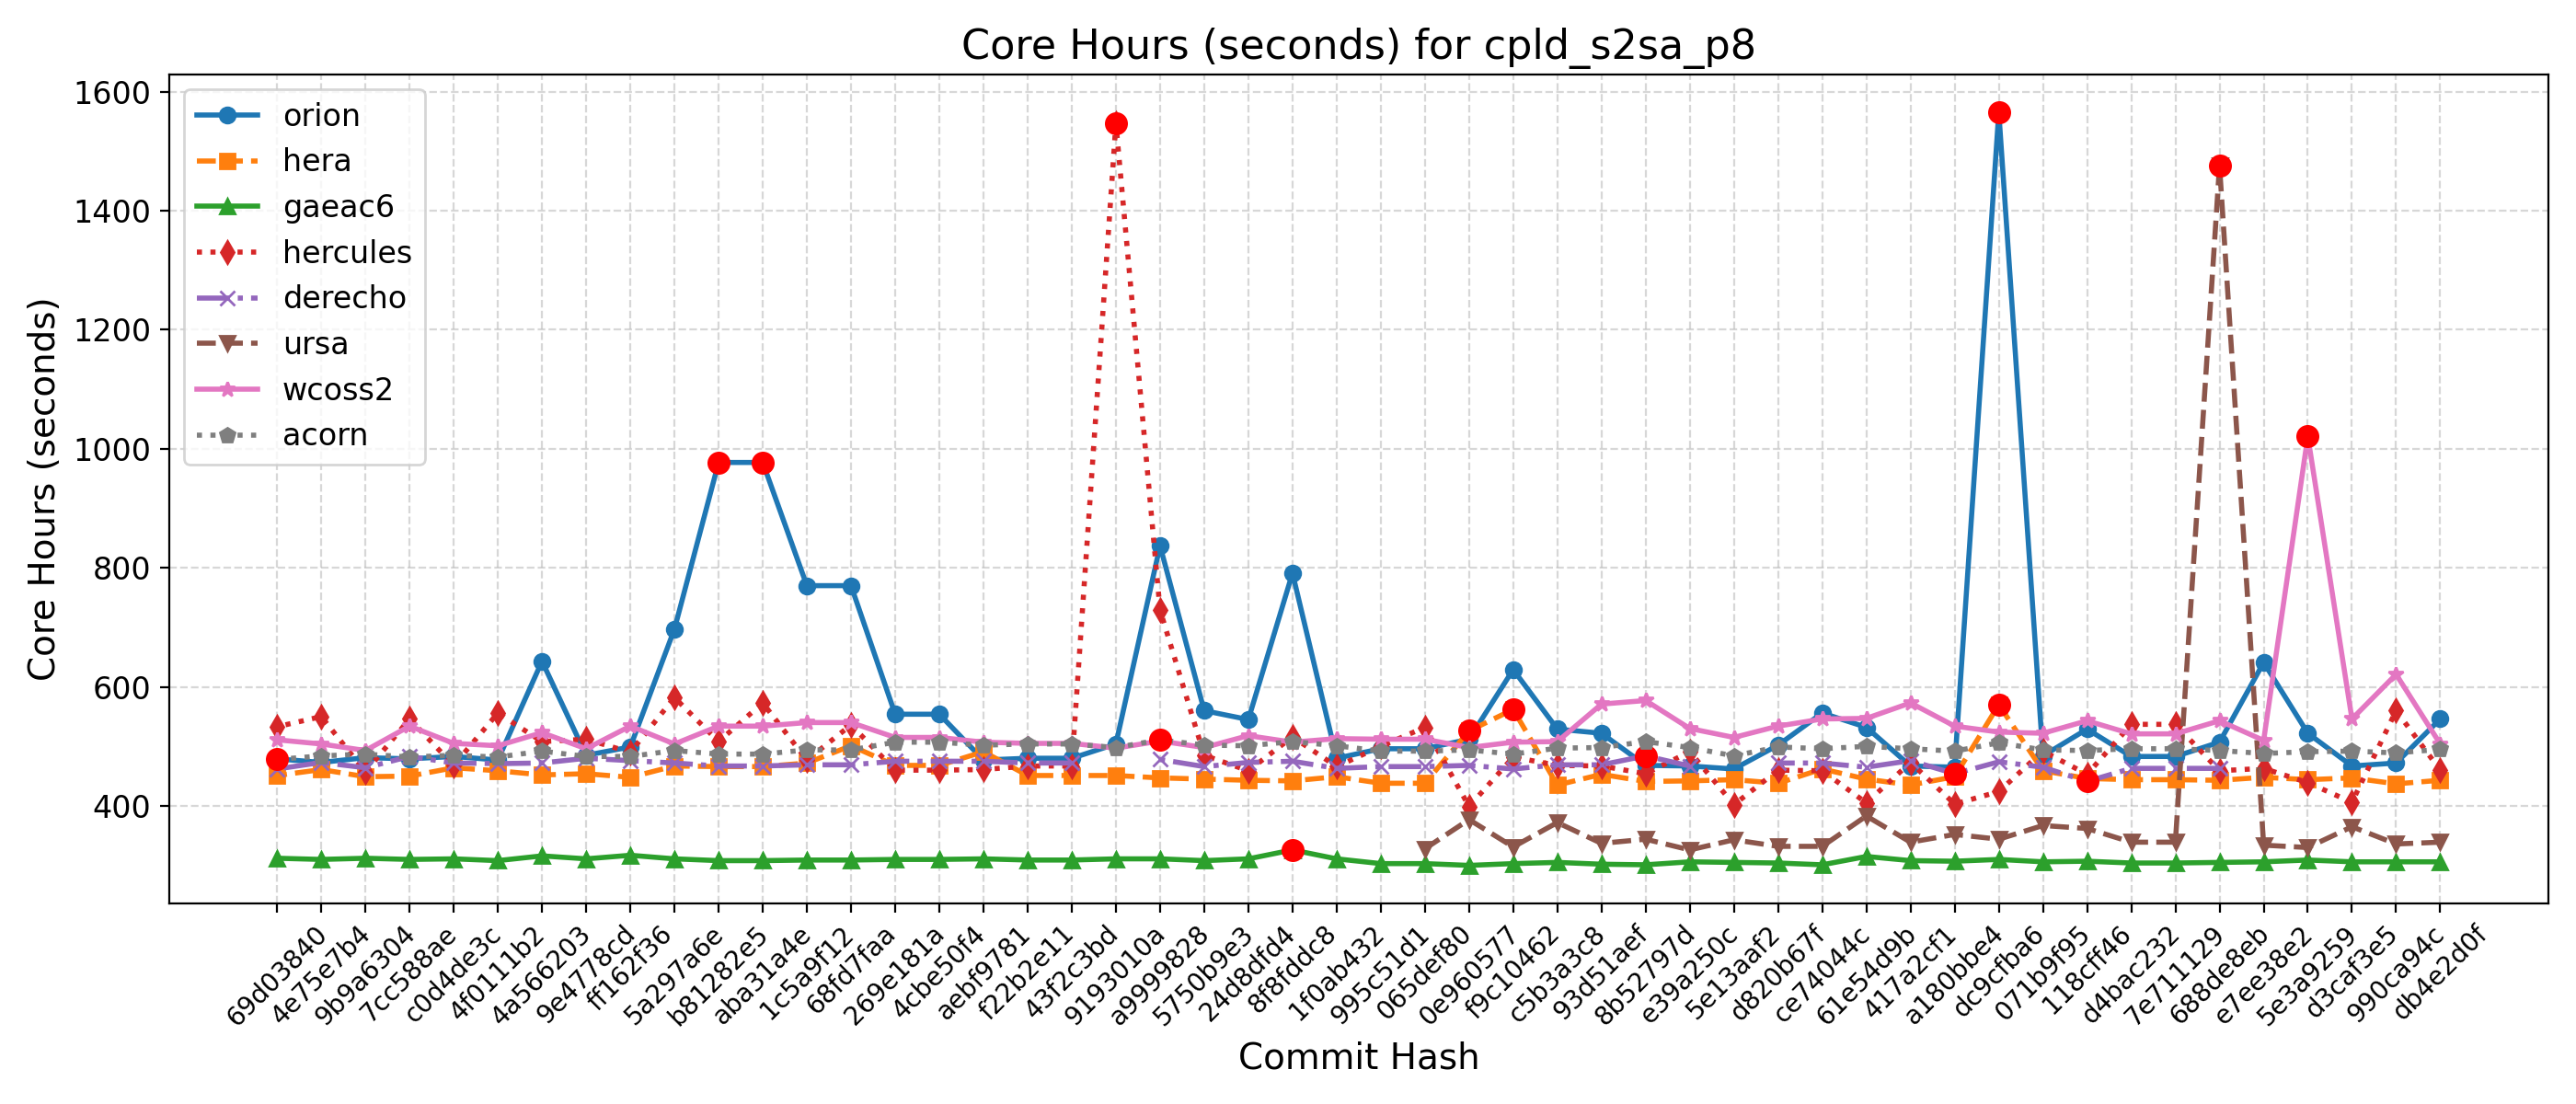 Core Hours (seconds) for cpld_s2sa_p8
Core Hours (seconds)
1600
1400
1200
1000
800
600
400
orion
hera
gaeac6
hercules
derecho
ursa
wcoss2
acorn
69d03840
4e75e7b4
9b9a6304
7cc588ae
c0d4de3c
4f0111b2
4a566203
9e4778cd
ff162f36
5a297a6e
b81282e5
aba31a4e
1c5a9f12
68fd7faa
269e181a
4cbe50f4
aebf9781
f22b2e11
43f2c3bd
9193010a
a9999828
5750b9e3
24d8dfd4
8f8fddc8
1f0ab432
995c51d1
065def80
0e960577
f9c10462
c5b3a3c8
93d51aef
8b52797d
e39a250c
5e13aaf2
d820b67f
ce74044c
61e54d9b
417a2cf1
a180bbe4
dc9cfba6
071b9f95
118cff46
d4bac232
7e711129
688de8eb
e7ee38e2
5e3a9259
d3caf3e5
990ca94c
db4e2d0f
Commit Hash